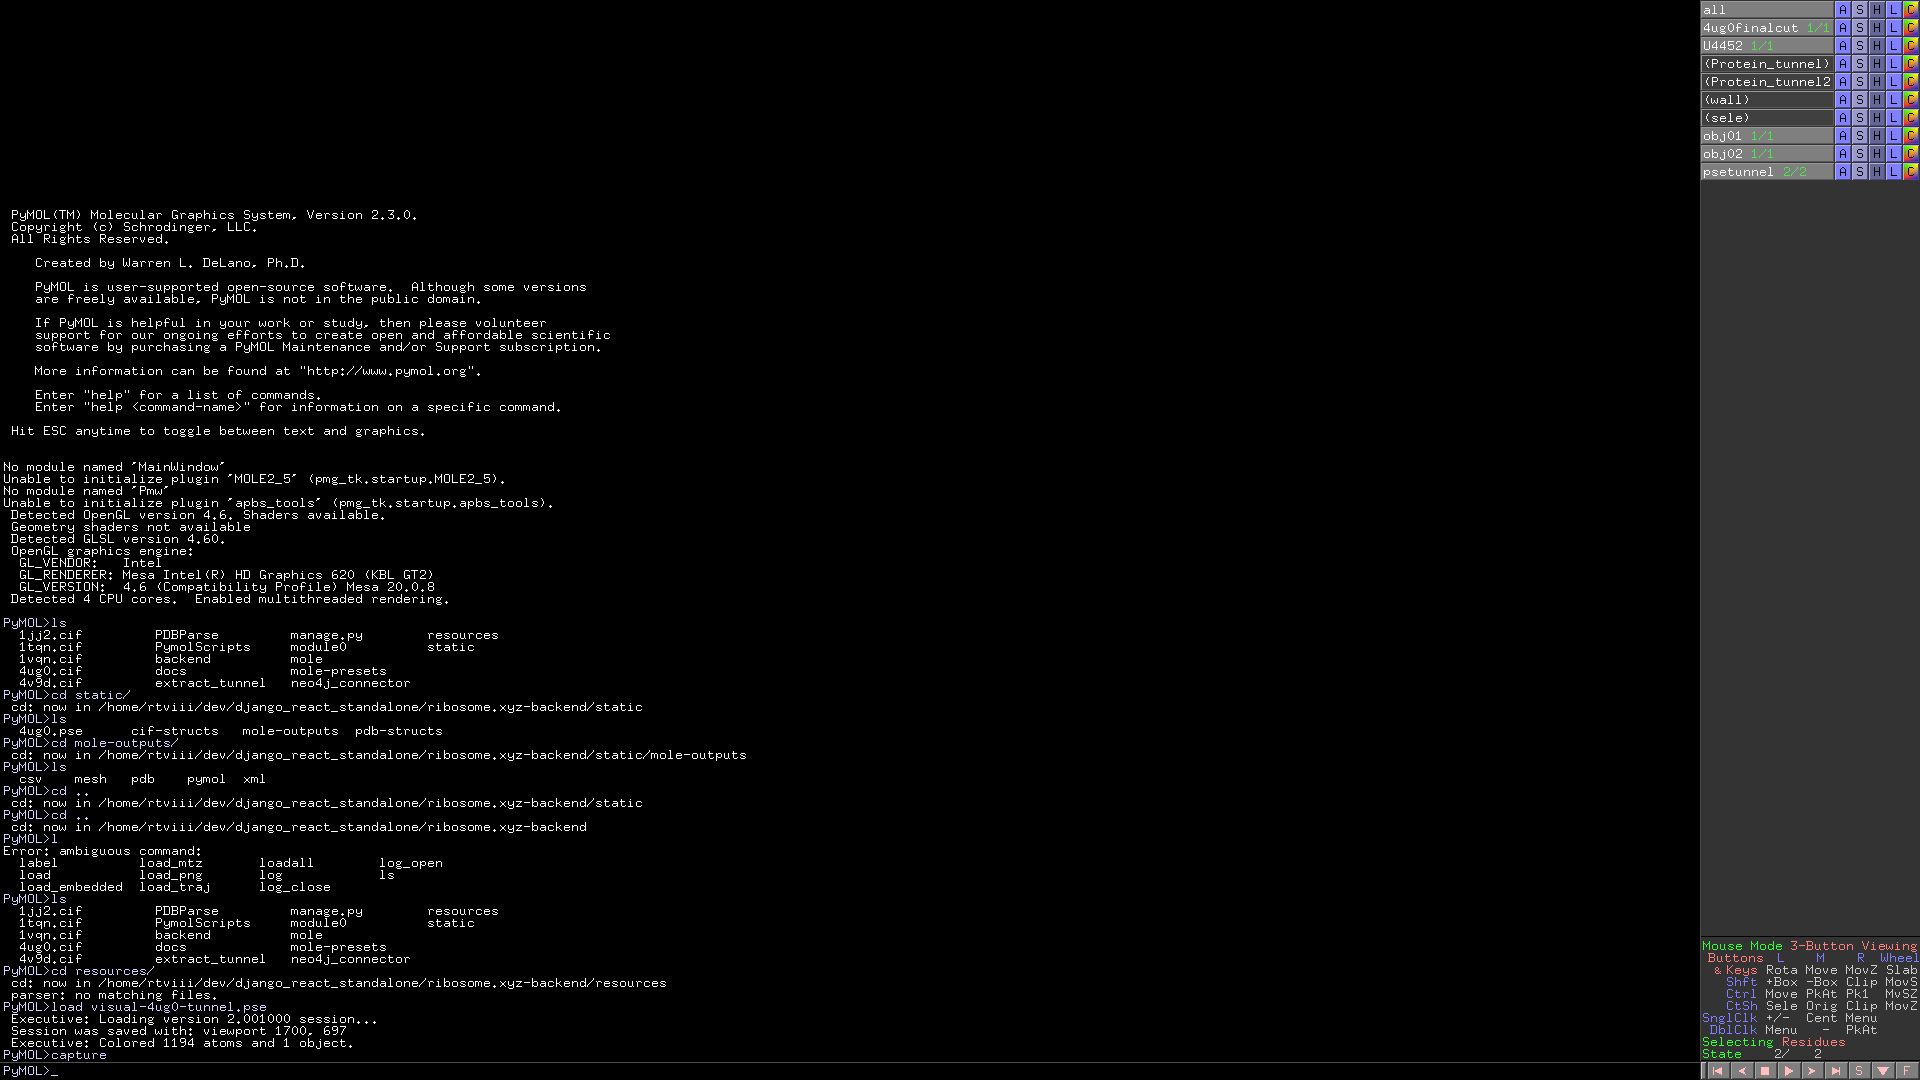 PyMOL(TM) Molecular Graphics System, Version 2.3.0.
Copyright (c) Schrodinger, LLC.
All Rights Reserved.
Created by Warren L. DeLano, Ph.D.
PyMOL is user-supported open-source software.  Although some versions
are freely available, PyMOL is not in the public domain.
If PyMOL is helpful in your work or study, then please volunteer
support for our ongoing efforts to create open and affordable scientific
software by purchasing a PyMOL Maintenance and/or Support subscription.
More information can be found at "http://www.pymol.org".
Enter "help" for a list of commands.
Enter "help <command-name>" for information on a specific command.
Hit ESC anytime to toggle between text and graphics.
No module named 'MainWindow'
Unable to initialize plugin 'MOLE2_5' (pmg_tk.startup.MOLE2_5).
No module named 'Pmw'
Unable to initialize plugin 'apbs_tools' (pmg_tk.startup.apbs_tools).
Detected OpenGL version 4.6. Shaders available.
Geometry shaders not available
Detected GLSL version 4.60.
OpenGL graphics engine:
GL_VENDOR:   Intel
GL_RENDERER: Mesa Intel(R) HD Graphics 620 (KBL GT2)
GL_VERSION:  4.6 (Compatibility Profile) Mesa 20.0.8
Detected 4 CPU cores.  Enabled multithreaded rendering.
PyMOL>ls
1jj2.cif         PDBParse         manage.py        resources
1tqn.cif         PymolScripts     module0          static
1vqn.cif         backend          mole
4ug0.cif         docs             mole-presets
4v9d.cif         extract_tunnel   neo4j_connector
PyMOL>cd static/
cd: now in /home/rtviii/dev/django_react_standalone/ribosome.xyz-backend/static
PyMOL>ls
4ug0.pse      cif-structs   mole-outputs  pdb-structs
PyMOL>cd mole-outputs/
cd: now in /home/rtviii/dev/django_react_standalone/ribosome.xyz-backend/static/mole-outputs
PyMOL>ls
csv    mesh   pdb    pymol  xml
PyMOL>cd ..
cd: now in /home/rtviii/dev/django_react_standalone/ribosome.xyz-backend/static
PyMOL>cd ..
cd: now in /home/rtviii/dev/django_react_standalone/ribosome.xyz-backend
PyMOL>l
Error: ambiguous command:
label          load_mtz       loadall        log_open
load           load_png       log            ls
load_embedded  load_traj      log_close
PyMOL>ls
1jj2.cif         PDBParse         manage.py        resources
1tqn.cif         PymolScripts     module0          static
1vqn.cif         backend          mole
4ug0.cif         docs             mole-presets
4v9d.cif         extract_tunnel   neo4j_connector
PyMOL>cd resources/
cd: now in /home/rtviii/dev/django_react_standalone/ribosome.xyz-backend/resources
parser: no matching files.
PyMOL>load visual-4ug0-tunnel.pse
Executive: Loading version 2.001000 session...
Session was saved with: viewport 1700, 697
Executive: Colored 1194 atoms and 1 object.
PyMOL>capture
PyMOL>_
all A S H L C
4ug0finalcut 1/1 A S H L C
U4452 1/1 A S H L C
(Protein_tunnel) A S H L C
(Protein_tunnel2 A S H L C
(wall) A S H L C
(sele) A S H L C
obj01 1/1 A S H L C
obj02 1/1 A S H L C
psetunnel 2/2 A S H L C
Mouse Mode 3-Button Viewing
Buttons L M R Wheel
& Keys Rota Move MovZ Slab
Shft +Box -Box Clip MovS
Ctrl Move PkAt Pk1 MvSZ
CtSh Sele Orig Clip MovZ
SnglClk +/- Cent Menu
DblClk Menu - PkAt
Selecting Residues
State 2/ 2
S F